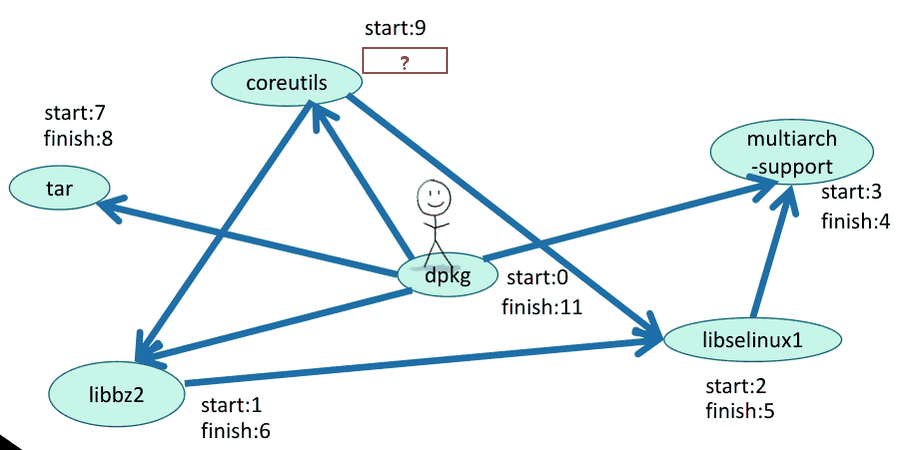 start:9
?
coreutils
start:7
finish:8
multiarch
-support
tar
start:3
finish:4
dpkg
start:0
finish:11
libselinux1
libbz2
start:2
finish:5
start:1
finish:6